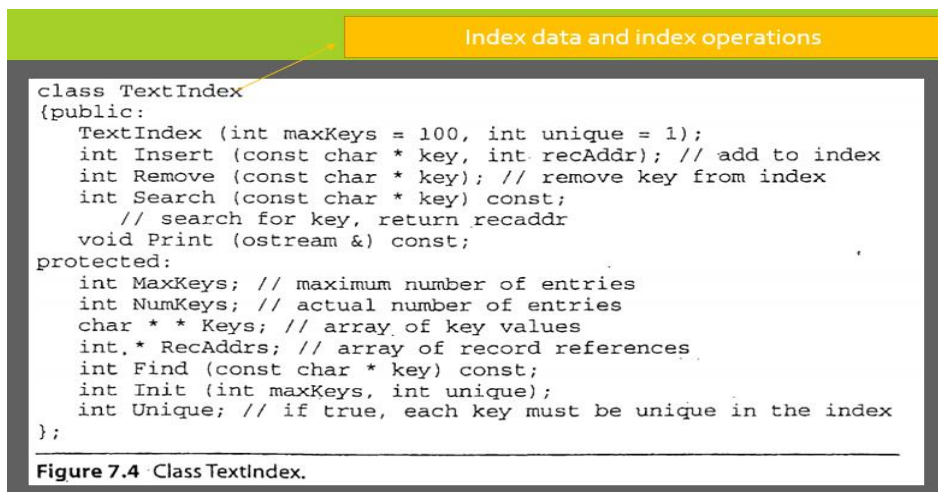 Index data and index operations
class TextIndex
{public:
TextIndex (int maxKeys = 100, int unique = 1);
int Insert (const char * key, int recAddr); // add to index
int Remove (const char * key); // remove key from index
int Search (const char * key) const;
// search for key, return recaddr
void Print (ostream &) const;
protected:
int MaxKeys; // maximum number of entries
int NumKeys; // actual number of entries
char * * Keys; // array of key values
int * RecAddrs; // array of record references
int Find (const char * key) const;
int Init (int maxKeys, int unique);
int Unique; // if true, each key must be unique in the index
};
Figure 7.4 Class TextIndex.